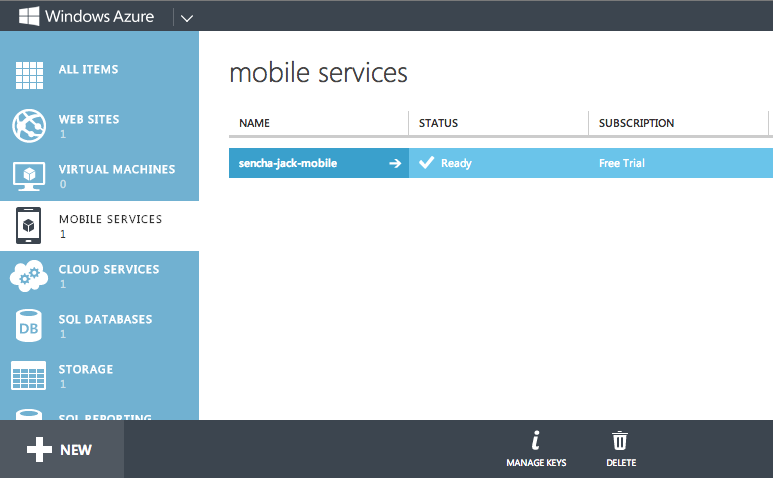 Windows Azure
ALL ITEMS
WEB SITES
1
VIRTUAL MACHINES
0
MOBILE SERVICES
1
CLOUD SERVICES
1
SQL DATABASES
1
DB
STORAGE
1
SQL REPORTING
mobile services
NAME STATUS SUBSCRIPTION
sencha-jack-mobile Ready Free Trial
NEW
MANAGE KEYS
DELETE